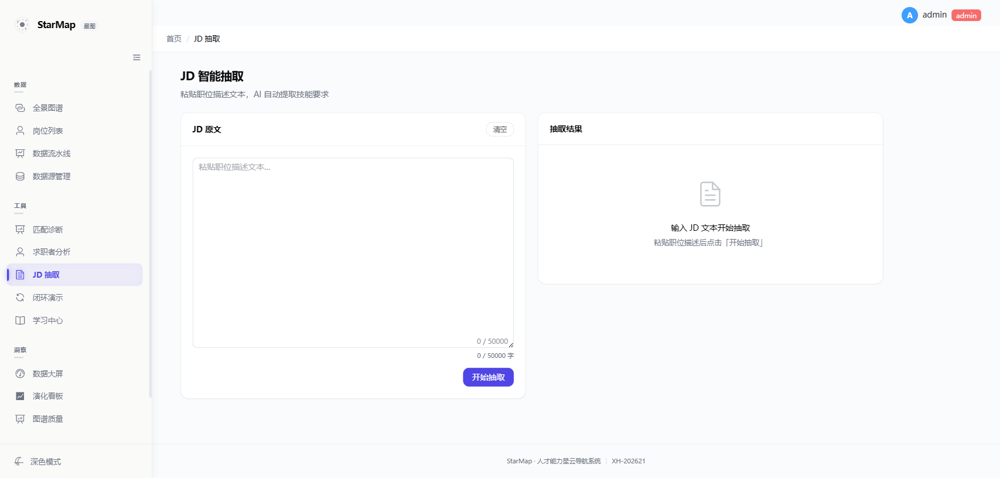 StarMap 星图
A admin admin
首页 / JD 抽取
数据
全景图谱
岗位列表
数据流水线
数据源管理
工具
匹配诊断
求职者分析
JD 抽取
闭环演示
学习中心
洞察
数据大屏
演化看板
图谱质量
深色模式
JD 智能抽取
粘贴职位描述文本，AI 自动提取技能要求
JD 原文
清空
粘贴职位描述文本...
0 / 50000
0 / 50000 字
开始抽取
抽取结果
输入 JD 文本开始抽取
粘贴职位描述后点击「开始抽取」
StarMap · 人才能力星云导航系统 | XH-202621